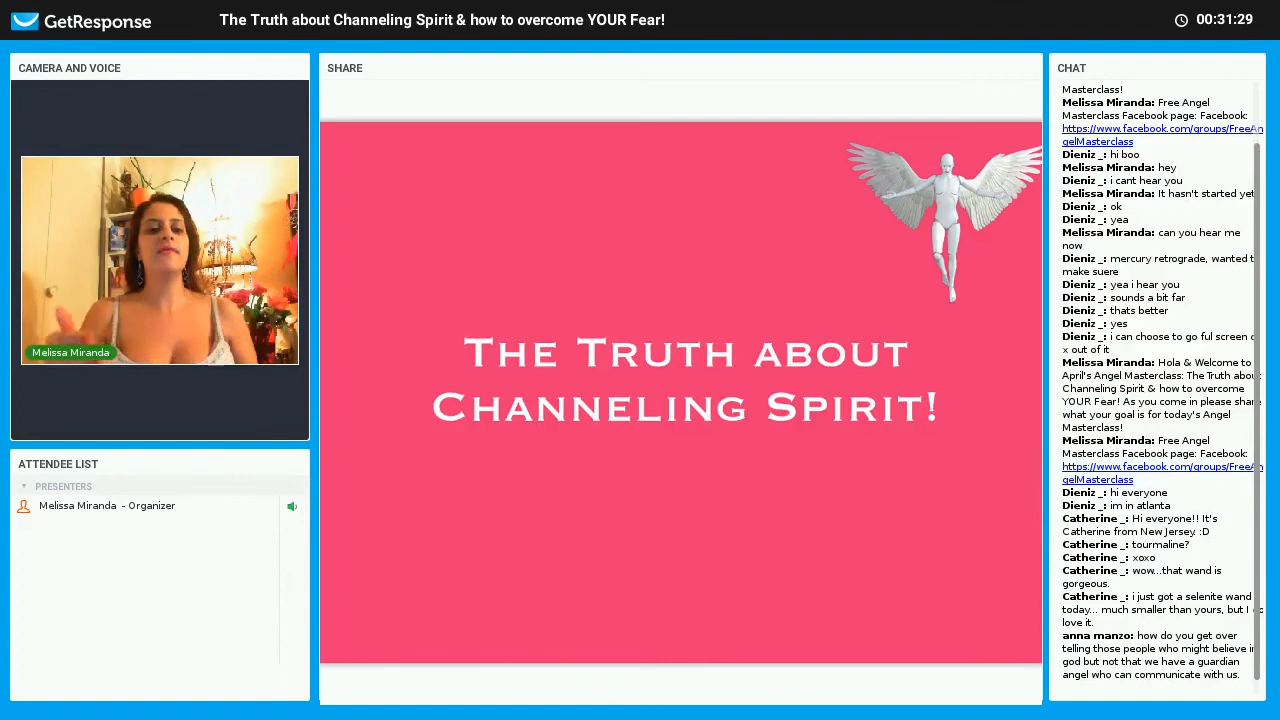 GetResponse
The Truth about Channeling Spirit & how to overcome YOUR Fear!
00:31:29
CAMERA AND VOICE
Melissa Miranda
ATTENDEE LIST
PRESENTERS
Melissa Miranda - Organizer
SHARE
The Truth about
Channeling Spirit!
CHAT
Masterclass!
Melissa Miranda: Free Angel
Masterclass Facebook page: Facebook:
https://www.facebook.com/groups/FreeAn
gelMasterclass
Dieniz _: hi boo
Melissa Miranda: hey
Dieniz _: i cant hear you
Melissa Miranda: It hasn't started yet
Dieniz _: ok
Dieniz _: yea
Melissa Miranda: can you hear me
now
Dieniz _: mercury retrograde, wanted t
make suere
Dieniz _: yea i hear you
Dieniz _: sounds a bit far
Dieniz _: thats better
Dieniz _: yes
Dieniz _: i can choose to go ful screen
x out of it
Melissa Miranda: Hola & Welcome to
April's Angel Masterclass: The Truth about
Channeling Spirit & how to overcome
YOUR Fear! As you come in please share
what your goal is for today's Angel
Masterclass!
Melissa Miranda: Free Angel
Masterclass Facebook page: Facebook:
https://www.facebook.com/groups/FreeAn
gelMasterclass
Dieniz _: hi everyone
Dieniz _: im in atlanta
Catherine _: Hi everyone!! It's
Catherine from New Jersey. :D
Catherine _: tourmaline?
Catherine _: xoxo
Catherine _: wow...that wand is
gorgeous.
Catherine _: i just got a selenite wand
today... much smaller than yours, but I do
love it.
anna manzo: how do you get over
telling those people who might believe in
god but not that we have a guardian
angel who can communicate with us.